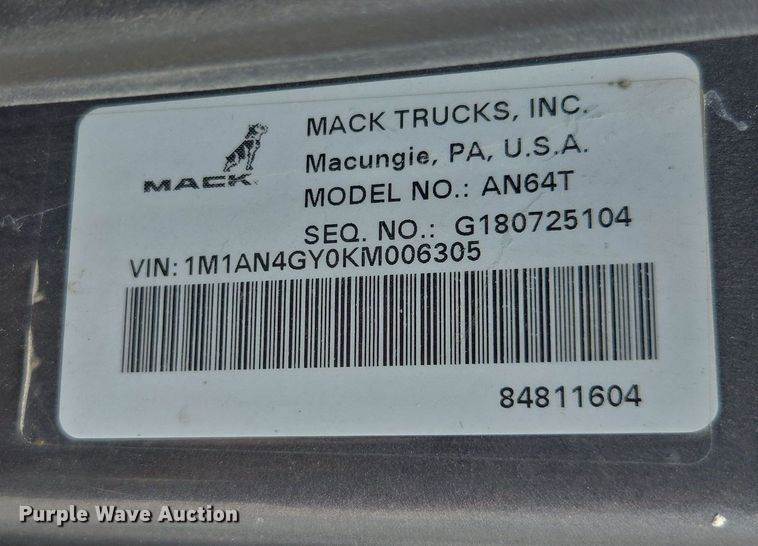 MACK TRUCKS, INC.
Macungie, PA, U.S.A.
MACK
MODEL NO.: AN64T
SEQ. NO.: G180725104
VIN: 1M1AN4GY0KM006305
84811604
Purple Wave Auction